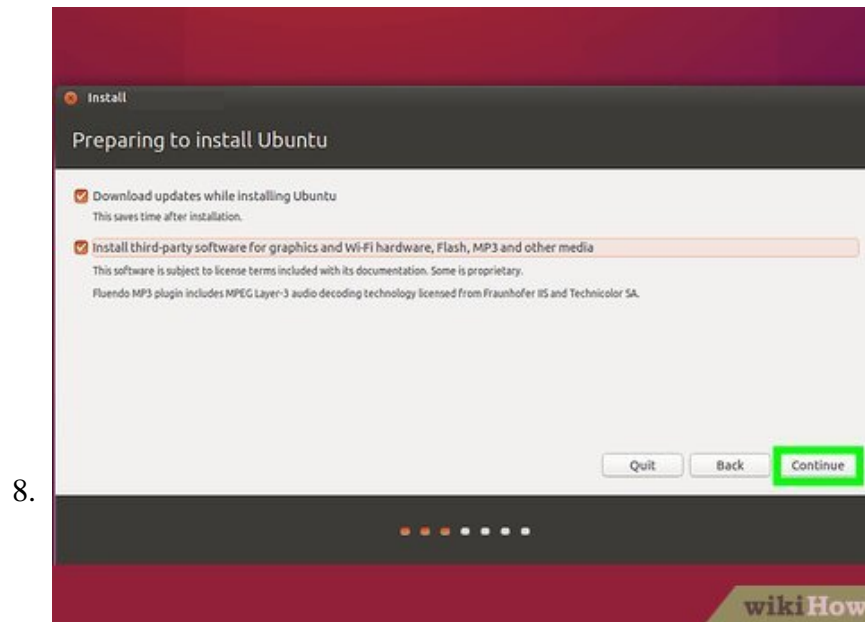 Install
Preparing to install Ubuntu
Download updates while installing Ubuntu
This saves time after installation.
Install third-party software for graphics and Wi-Fi hardware, Flash, MP3 and other media
This software is subject to license terms included with its documentation. Some is proprietary.
Fluendo MP3 plugin includes MPEG Layer-3 audio decoding technology licensed from Fraunhofer IIS and Technicolor SA.
Quit Back Continue
8.
wikiHow